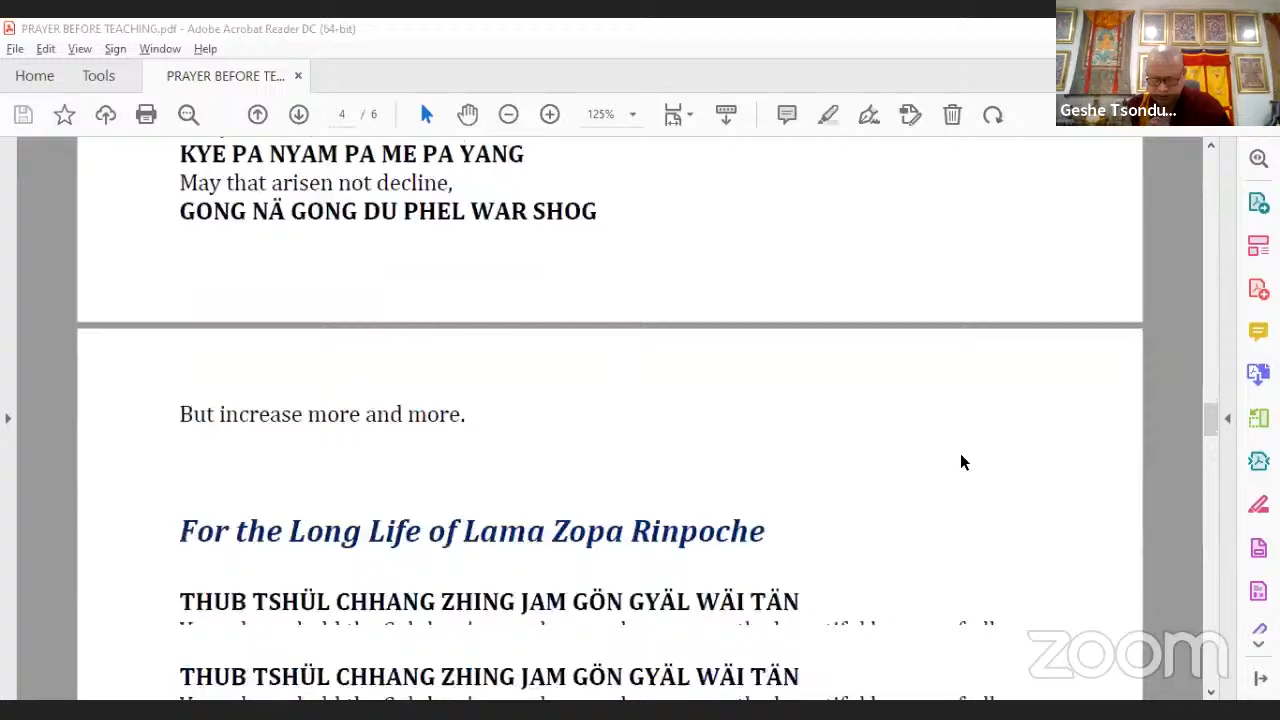 PRAYER BEFORE TEACHING.pdf - Adobe Acrobat Reader DC (64-bit)
File Edit View Sign Window Help
Home Tools PRAYER BEFORE TE... ×
4 / 6 125%
Geshe Tsondu...
KYE PA NYAM PA ME PA YANG
May that arisen not decline,
GONG NÄ GONG DU PHEL WAR SHOG
But increase more and more.
For the Long Life of Lama Zopa Rinpoche
THUB TSHÜL CHHANG ZHING JAM GÖN GYÄL WÄI TÄN
THUB TSHÜL CHHANG ZHING JAM GÖN GYÄL WÄI TÄN
zoom